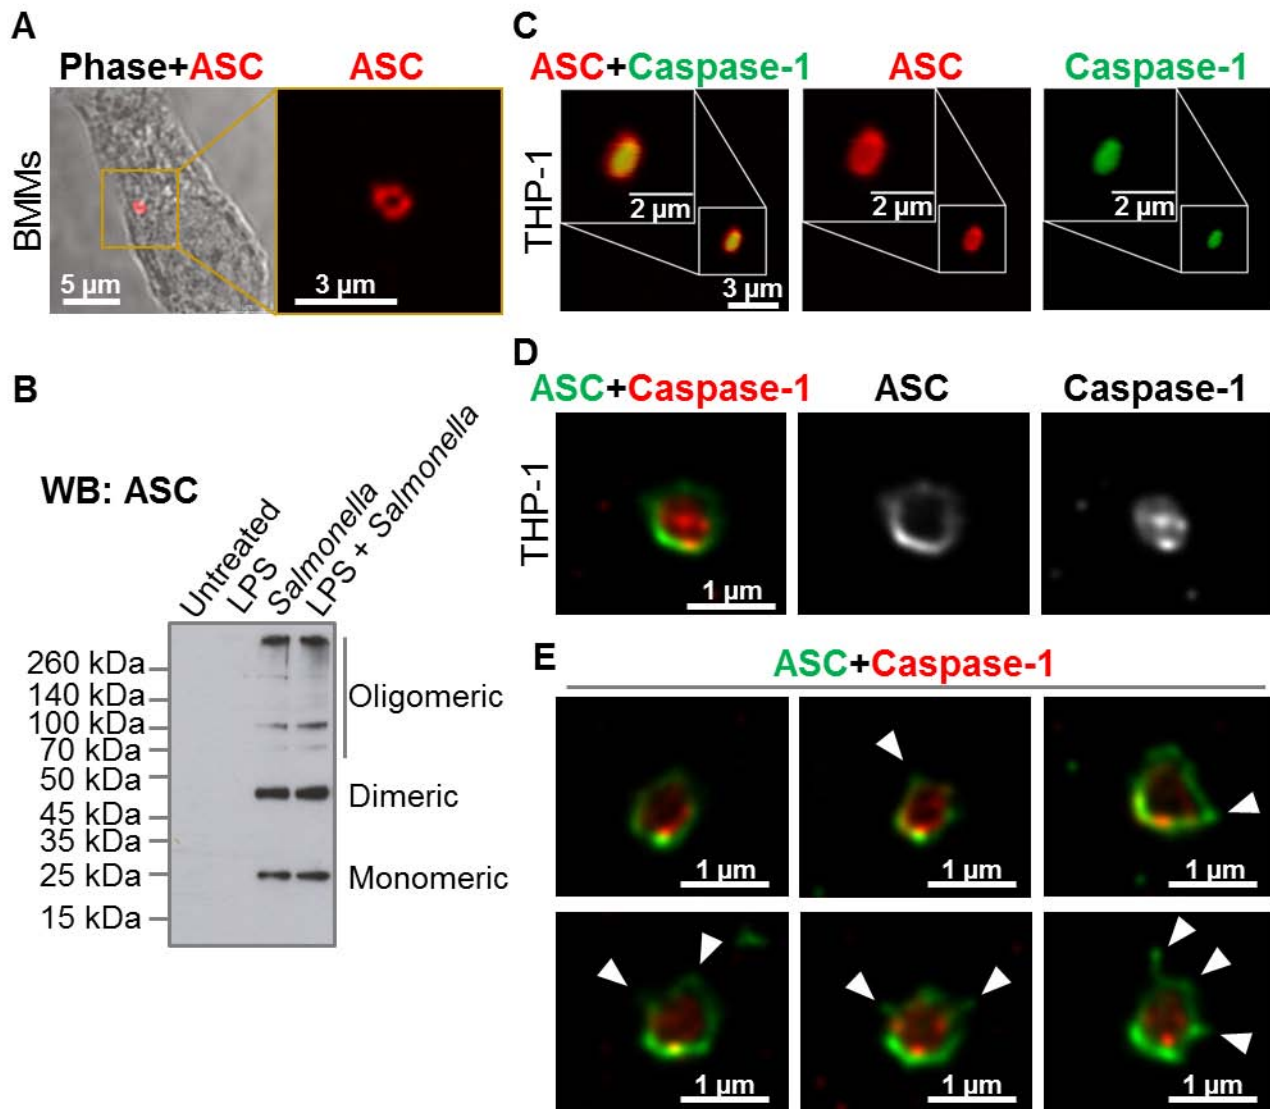 A
Phase+ASC
ASC
BMMs
5 µm
3 µm
B
WB: ASC
Untreated
LPS
Salmonella
LPS + Salmonella
260 kDa
140 kDa
100 kDa
70 kDa
50 kDa
45 kDa
35 kDa
25 kDa
15 kDa
Oligomeric
Dimeric
Monomeric
C
ASC+Caspase-1
ASC
Caspase-1
THP-1
2 µm
2 µm
2 µm
3 µm
D
ASC+Caspase-1
ASC
Caspase-1
THP-1
1 µm
E
ASC+Caspase-1
1 µm
1 µm
1 µm
1 µm
1 µm
1 µm